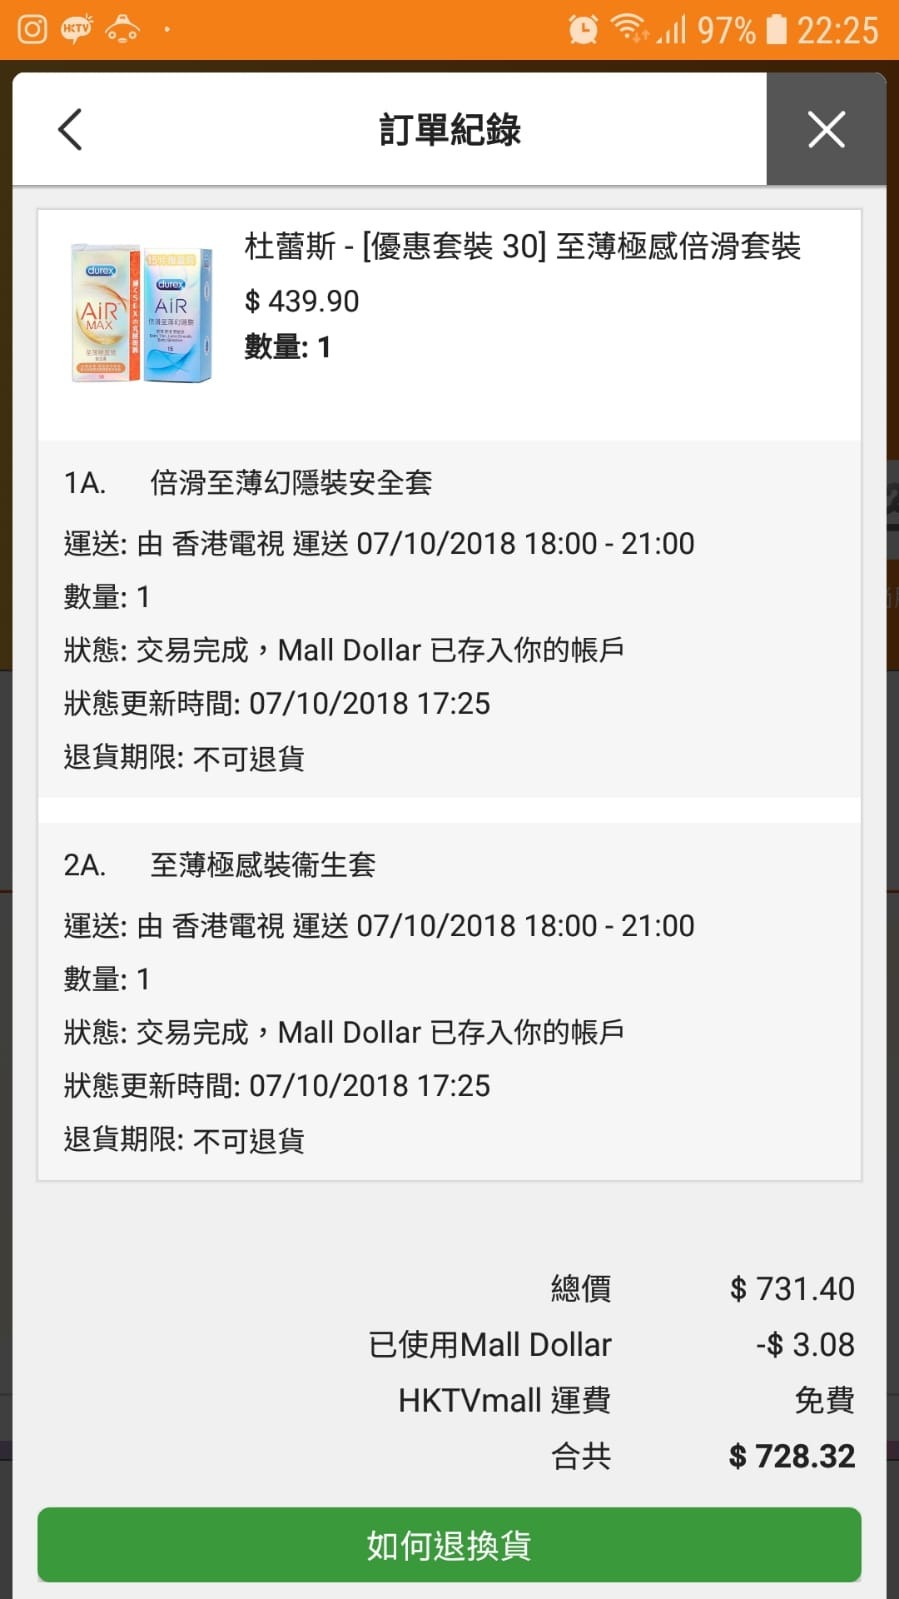 HKTV
97% 22:25
訂單紀錄
杜蕾斯 - [優惠套裝 30] 至薄極感倍滑套裝
$ 439.90
數量: 1
durex
AiR
MAX
durex
AiR
1A. 倍滑至薄幻隱裝安全套
運送: 由 香港電視 運送 07/10/2018 18:00 - 21:00
數量: 1
狀態: 交易完成，Mall Dollar 已存入你的帳戶
狀態更新時間: 07/10/2018 17:25
退貨期限: 不可退貨
2A. 至薄極感裝衞生套
運送: 由 香港電視 運送 07/10/2018 18:00 - 21:00
數量: 1
狀態: 交易完成，Mall Dollar 已存入你的帳戶
狀態更新時間: 07/10/2018 17:25
退貨期限: 不可退貨
總價 $ 731.40
已使用Mall Dollar -$ 3.08
HKTVmall 運費 免費
合共 $ 728.32
如何退換貨